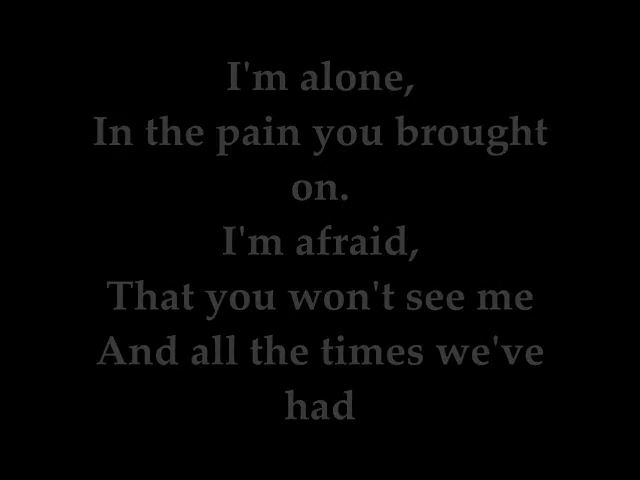 I'm alone,
In the pain you brought
on.
I'm afraid,
That you won't see me
And all the times we've
had